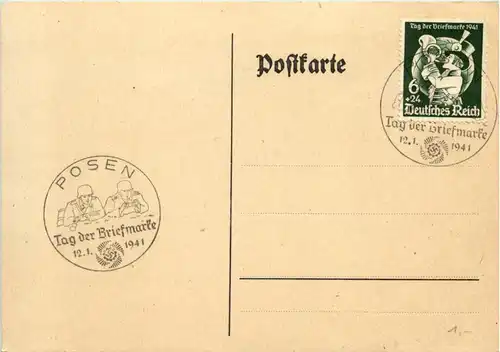 Postkarte
Tag der Briefmarke 1941
6
+24
Deutsches Reich
Tag der Briefmarke
12.1. 1941
POSEN
Tag der Briefmarke
12.1. 1941
1,-